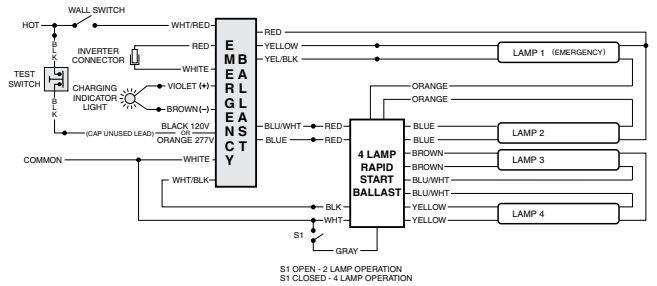 WALL SWITCH
HOT
WHT/RED
RED
RED
INVERTER
CONNECTOR
YELLOW
YEL/BLK
LAMP 1 (EMERGENCY)
BLK
WHITE
TEST
SWITCH
CHARGING
INDICATOR
LIGHT
VIOLET (+)
BROWN(–)
ORANGE
ORANGE
BLK
(CAP UNUSED LEAD)
BLACK 120V
OR
ORANGE 277V
EMERGENCY
BALLAST
BLU/WHT
RED
BLUE
RED
BLUE
LAMP 2
BLUE
COMMON
WHITE
4 LAMP
RAPID
START
BALLAST
BROWN
LAMP 3
BROWN
WHT/BLK
BLU/WHT
BLU/WHT
BLK
YELLOW
LAMP 4
WHT
YELLOW
S1
GRAY
S1 OPEN - 2 LAMP OPERATION
S1 CLOSED - 4 LAMP OPERATION